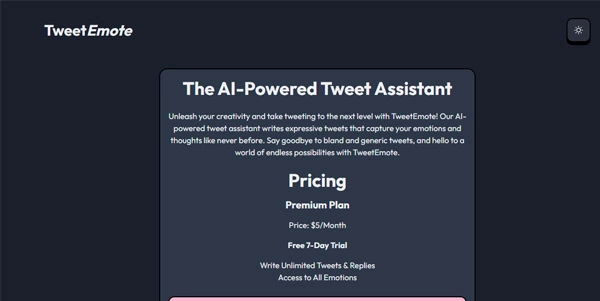 TweetEmote
The AI-Powered Tweet Assistant
Unleash your creativity and take tweeting to the next level with TweetEmote! Our AI-
powered tweet assistant writes expressive tweets that capture your emotions and
thoughts like never before. Say goodbye to bland and generic tweets, and hello to a
world of endless possibilities with TweetEmote.
Pricing
Premium Plan
Price: $5/Month
Free 7-Day Trial
Write Unlimited Tweets & Replies
Access to All Emotions